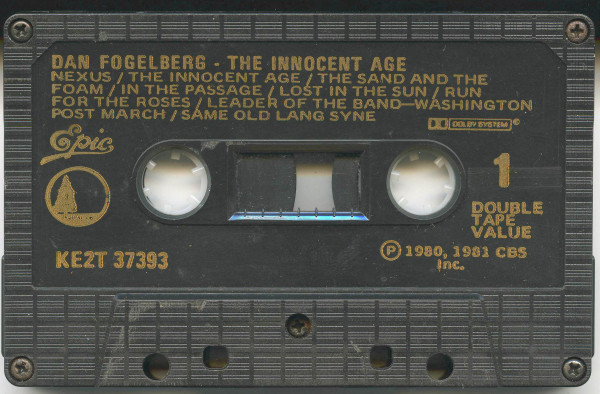 DAN FOGELBERG - THE INNOCENT AGE
NEXUS / THE INNOCENT AGE / THE SAND AND THE
FOAM / IN THE PASSAGE / LOST IN THE SUN / RUN
FOR THE ROSES / LEADER OF THE BAND—WASHINGTON
POST MARCH / SAME OLD LANG SYNE
DOLBY SYSTEM
Epic
1
DOUBLE
TAPE
VALUE
KE2T 37393
Ⓟ 1980, 1981 CBS
Inc.